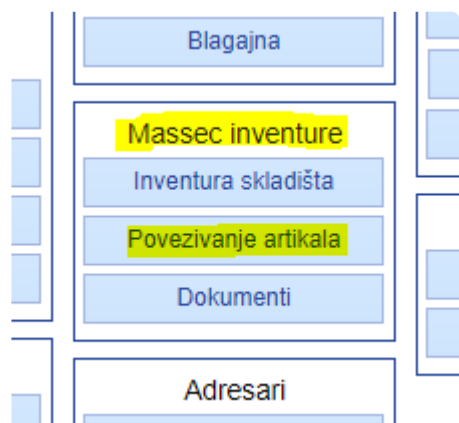 Blagajna
Massec inventure
Inventura skladišta
Povezivanje artikala
Dokumenti
Adresari